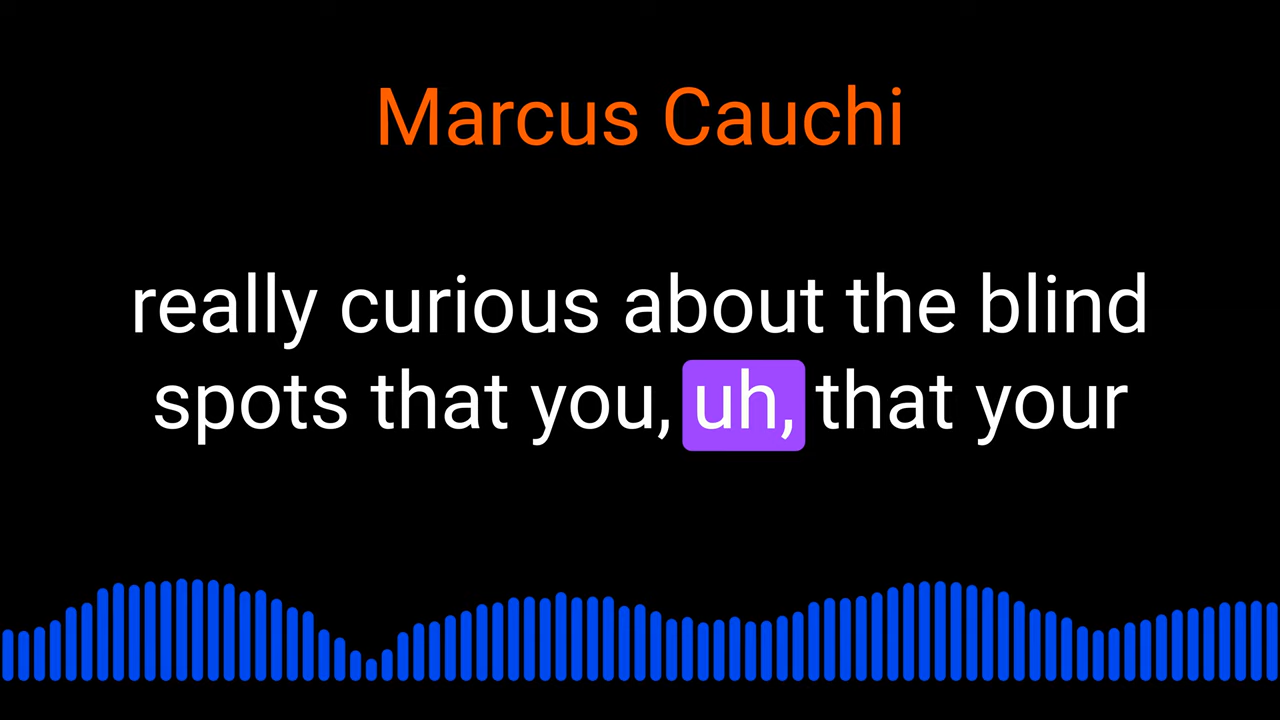 Marcus Cauchi
really curious about the blind
spots that you, uh, that your